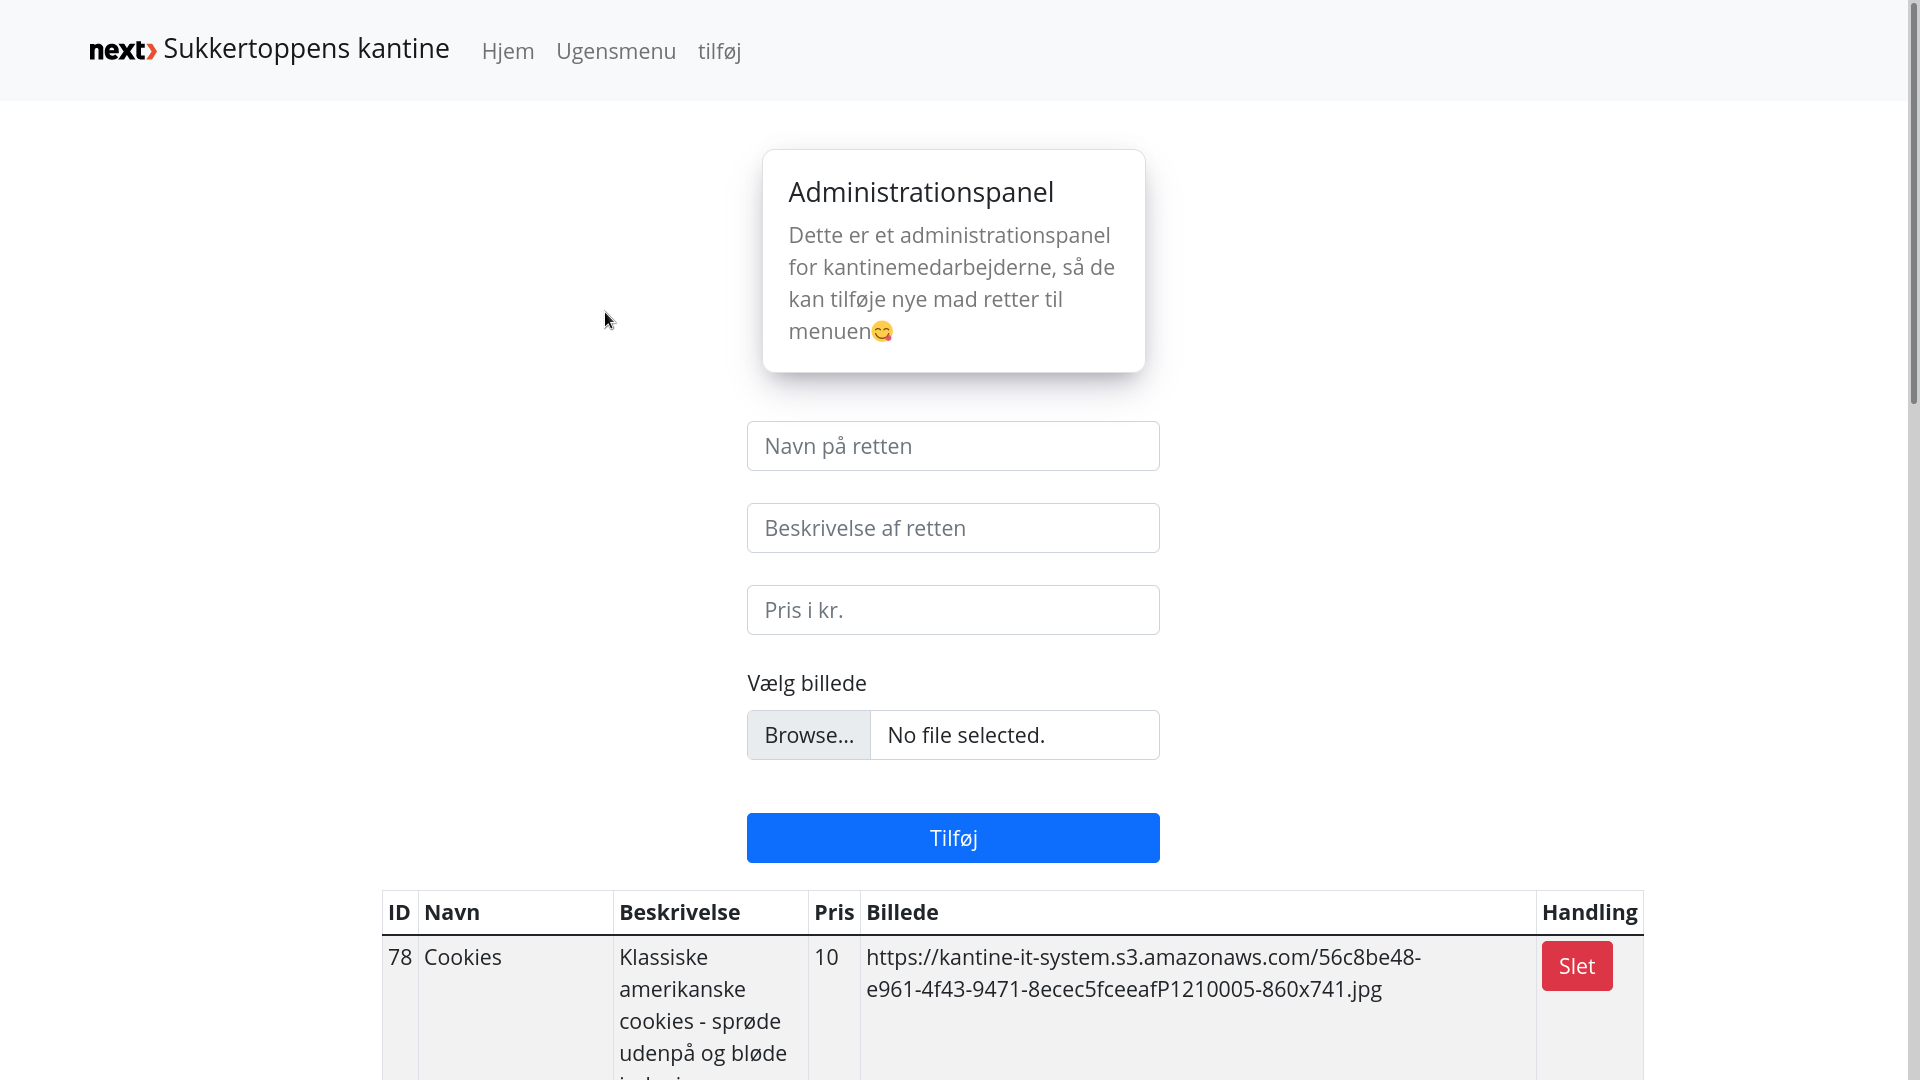 next› Sukkertoppens kantine Hjem Ugensmenu tilføj
Administrationspanel
Dette er et administrationspanel
for kantinemedarbejderne, så de
kan tilføje nye mad retter til
menuen😋
Navn på retten
Beskrivelse af retten
Pris i kr.
Vælg billede
Browse... No file selected.
Tilføj
ID Navn Beskrivelse Pris Billede Handling
78 Cookies Klassiske 10 https://kantine-it-system.s3.amazonaws.com/56c8be48- Slet
amerikanske e961-4f43-9471-8ecec5fceeafP1210005-860x741.jpg
cookies - sprøde
udenpå og bløde